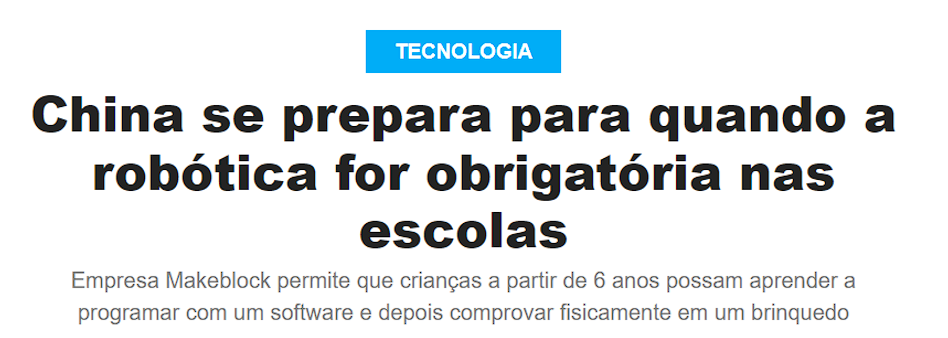 TECNOLOGIA
China se prepara para quando a
robótica for obrigatória nas
escolas
Empresa Makeblock permite que crianças a partir de 6 anos possam aprender a
programar com um software e depois comprovar fisicamente em um brinquedo